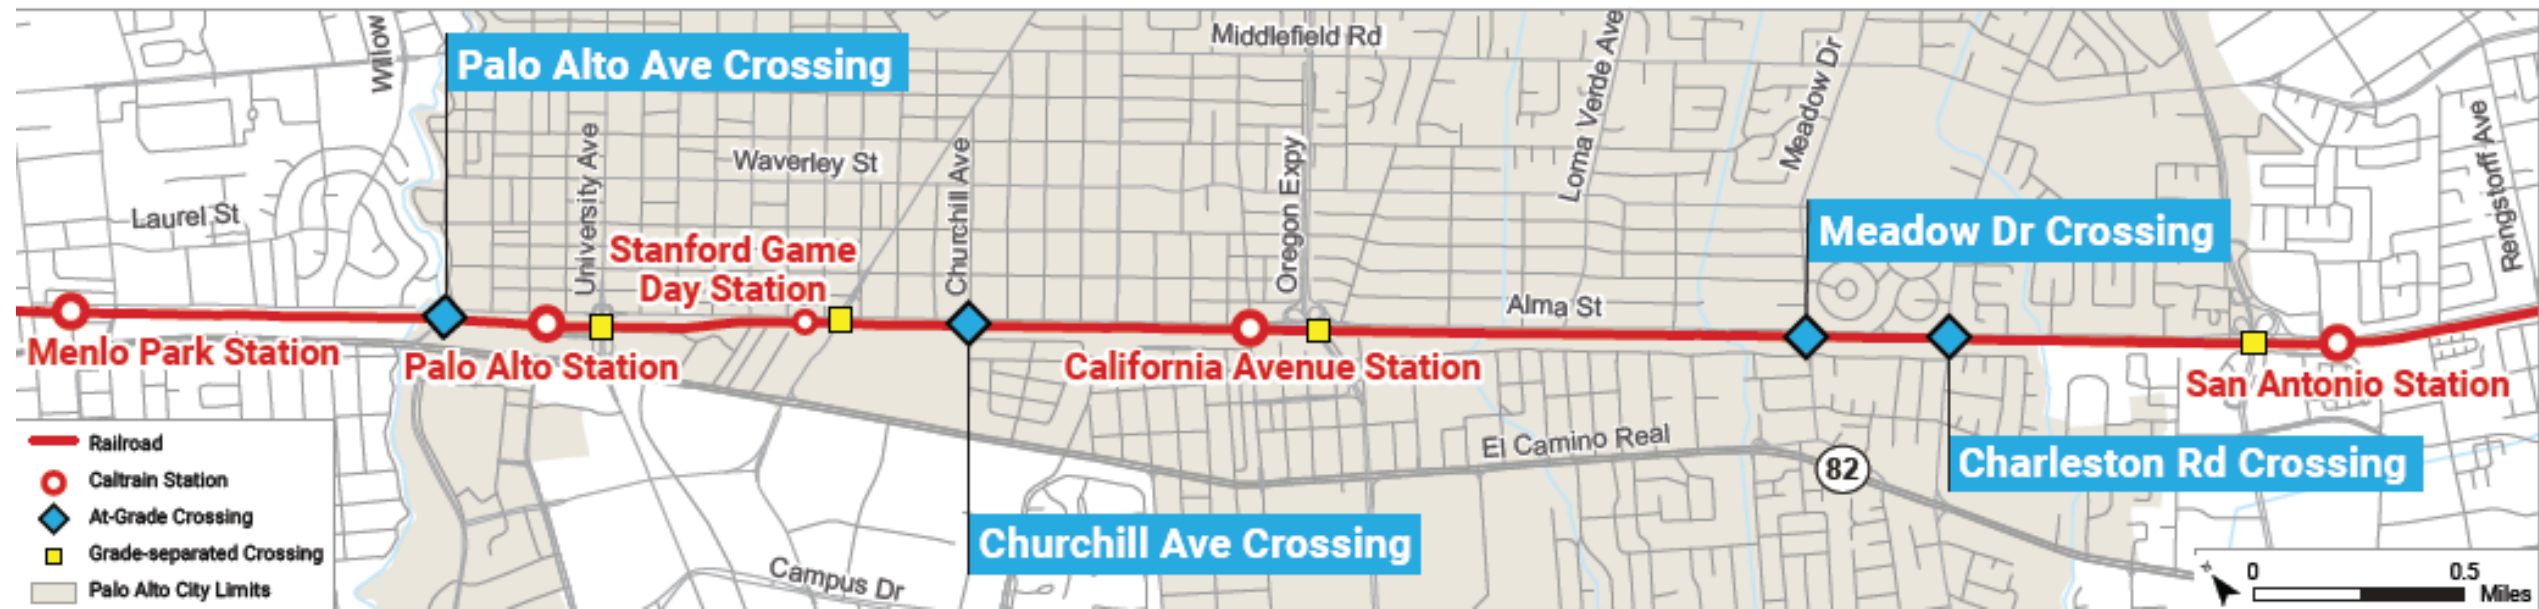 Willow
Palo Alto Ave Crossing
Middlefield Rd
Loma Verde Ave
Meadow Dr
Rengstorff Ave
Laurel St
University Ave
Waverley St
Churchill Ave
Oregon Expy
Stanford Game
Day Station
Meadow Dr Crossing
Alma St
Menlo Park Station
Palo Alto Station
California Avenue Station
San Antonio Station
El Camino Real
82
Charleston Rd Crossing
Churchill Ave Crossing
Campus Dr
Railroad
Caltrain Station
At-Grade Crossing
Grade-separated Crossing
Palo Alto City Limits
0 0.5
Miles